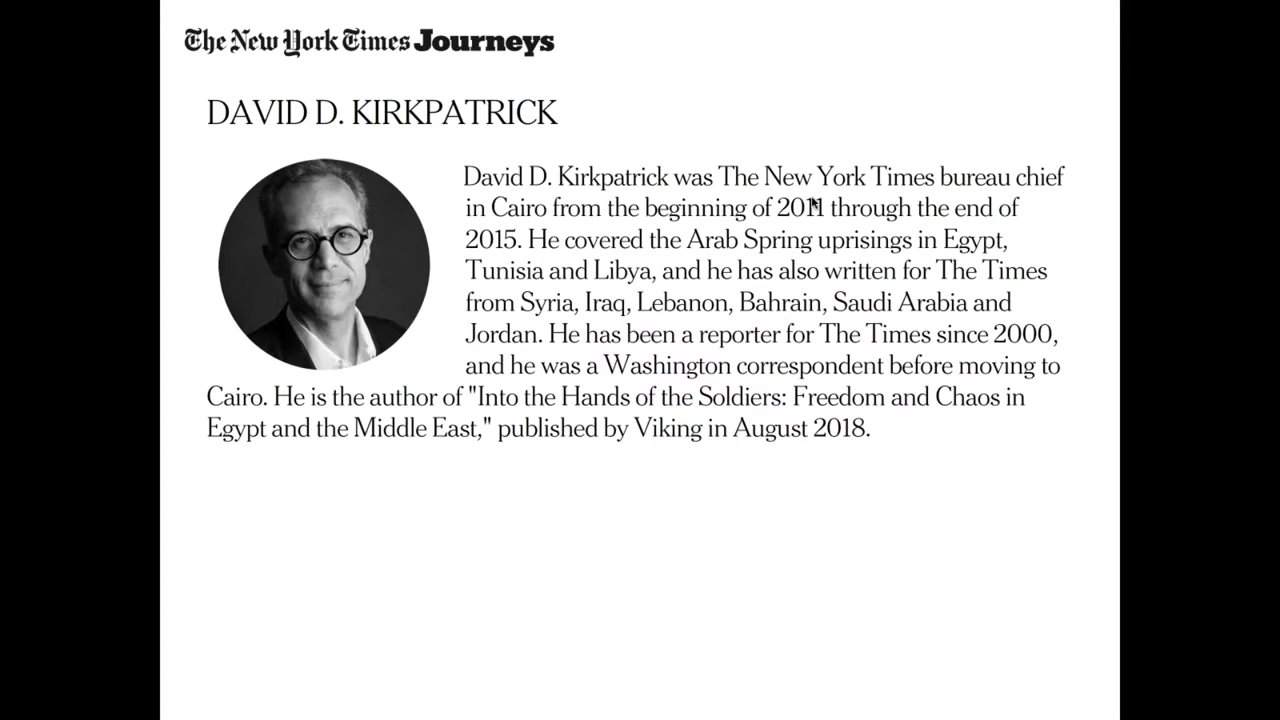 The New York Times Journeys
DAVID D. KIRKPATRICK
David D. Kirkpatrick was The New York Times bureau chief
in Cairo from the beginning of 2011 through the end of
2015. He covered the Arab Spring uprisings in Egypt,
Tunisia and Libya, and he has also written for The Times
from Syria, Iraq, Lebanon, Bahrain, Saudi Arabia and
Jordan. He has been a reporter for The Times since 2000,
and he was a Washington correspondent before moving to
Cairo. He is the author of "Into the Hands of the Soldiers: Freedom and Chaos in
Egypt and the Middle East," published by Viking in August 2018.